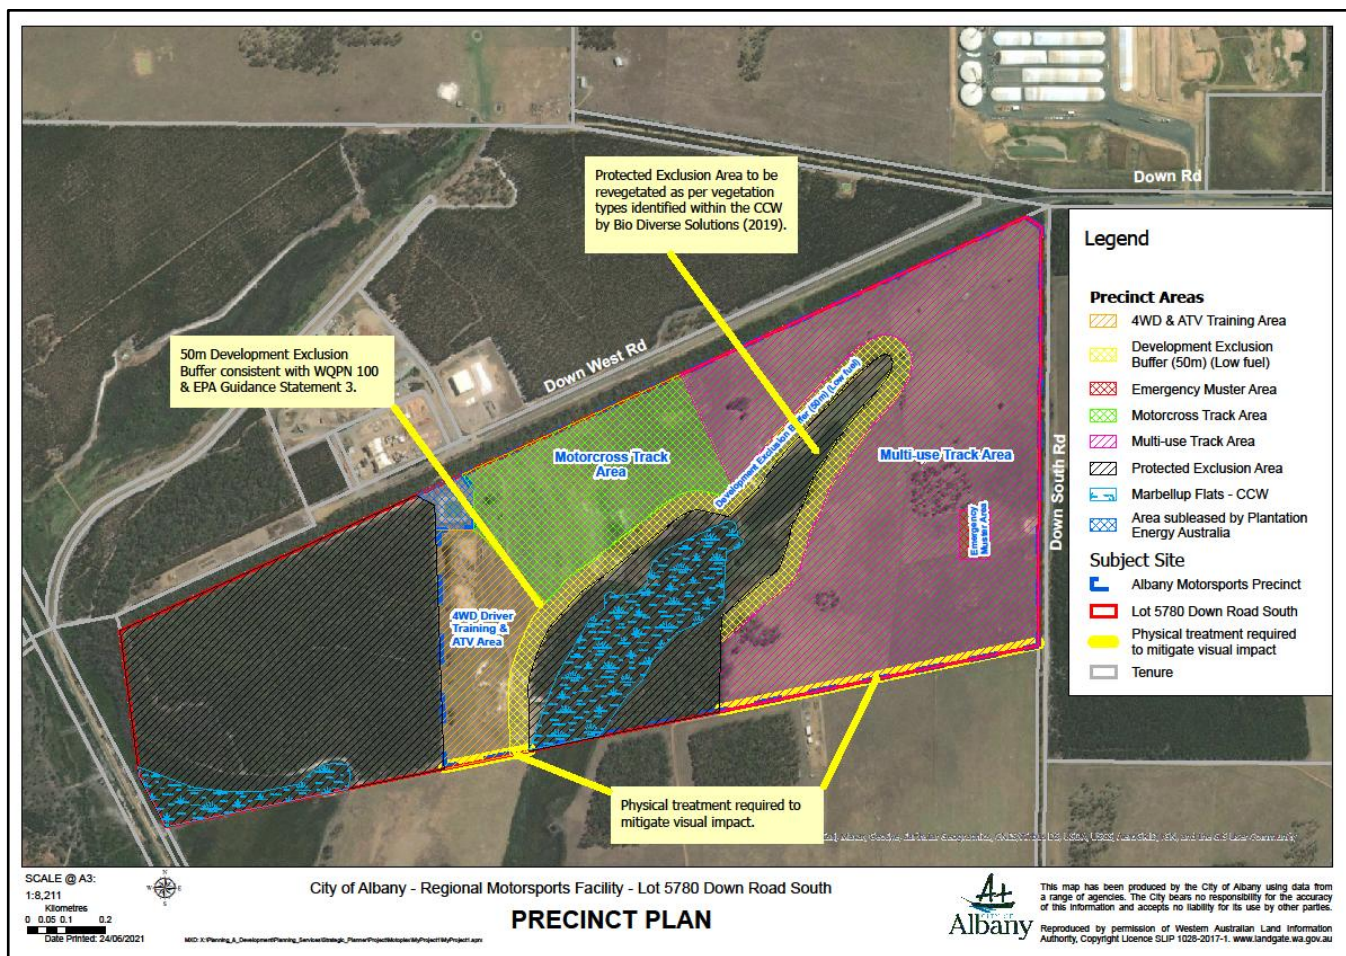 Protected Exclusion Area to be
revegetated as per vegetation
types identified within the CCW
by Bio Diverse Solutions (2019).
Down Rd
50m Development Exclusion
Buffer consistent with WQPN 100
& EPA Guidance Statement 3.
Down West Rd
Development Exclusion Buffer (50m) (Low fuel)
Motorcross Track
Area
Multi-use Track Area
Emergency
Muster Area
Down South Rd
4WD Driver
Training &
ATV Area
Physical treatment required to
mitigate visual impact.
Legend
Precinct Areas
4WD & ATV Training Area
Development Exclusion
Buffer (50m) (Low fuel)
Emergency Muster Area
Motorcross Track Area
Multi-use Track Area
Protected Exclusion Area
Marbellup Flats - CCW
Area subleased by Plantation
Energy Australia
Subject Site
Albany Motorsports Precinct
Lot 5780 Down Road South
Physical treatment required
to mitigate visual impact
Tenure
SCALE @ A3:
1:8,211
Kilometres
0 0.05 0.1 0.2
Date Printed: 24/06/2021
N
W E
S
City of Albany - Regional Motorsports Facility - Lot 5780 Down Road South
PRECINCT PLAN
CITY OF
Albany
This map has been produced by the City of Albany using data from
a range of agencies. The City bears no responsibility for the accuracy
of this information and accepts no liability for its use by other parties.
Reproduced by permission of Western Australian Land Information
Authority, Copyright Licence SLIP 1028-2017-1. www.landgate.wa.gov.au